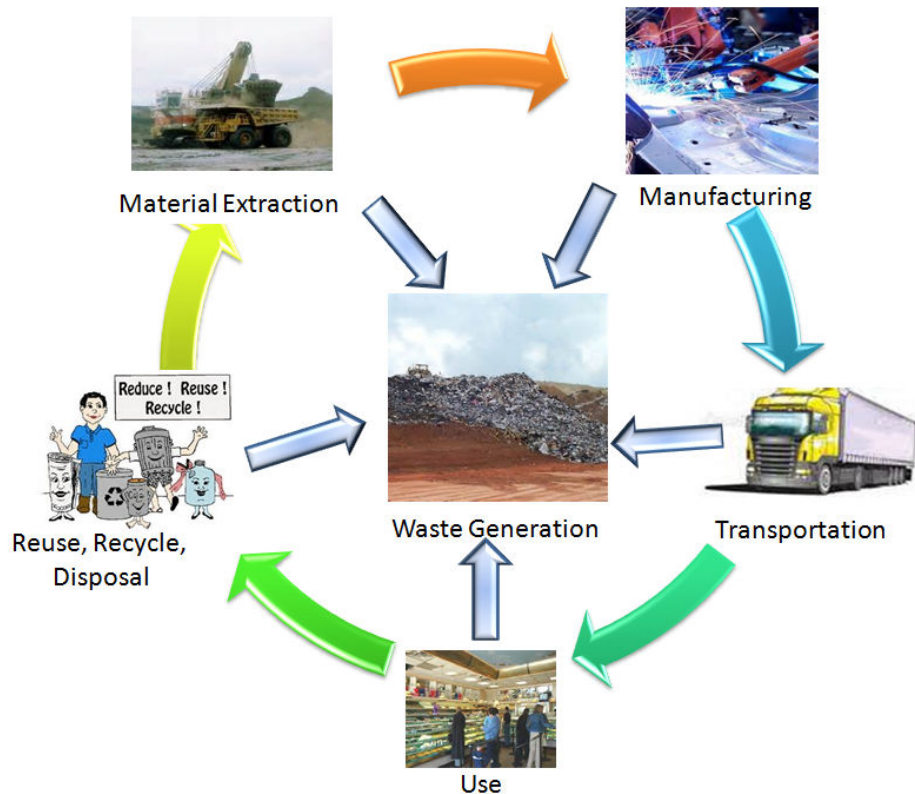 Material Extraction
Manufacturing
Reduce !  Reuse !
Recycle !
Reuse, Recycle,
Disposal
Waste Generation
Transportation
Use